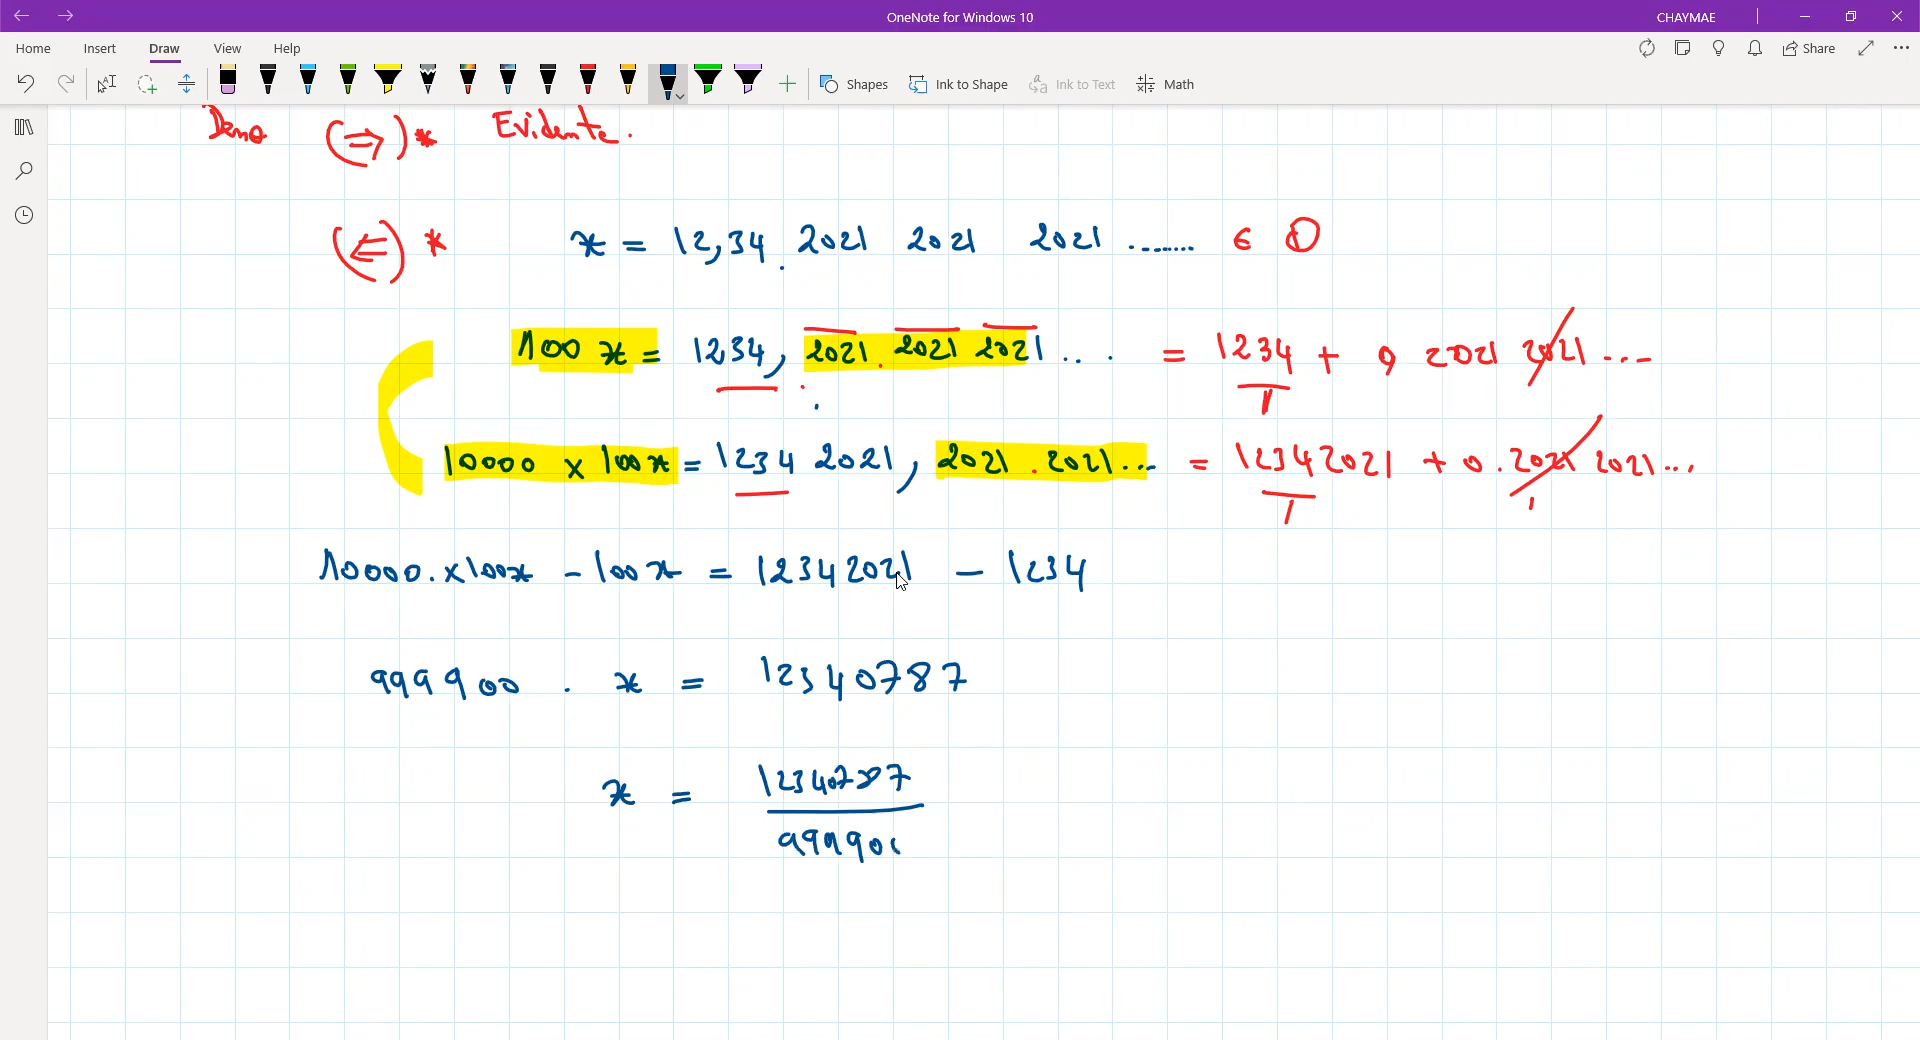 OneNote for Windows 10
CHAYMAE
Home Insert Draw View Help
Share
Shapes Ink to Shape Ink to Text Math
Demo (⇒) * Evidente.
(⇐) * x = 12,34 . 2021 2021 2021 ........ ∈
100 x = 1234, 2021 . 2021 2021 ... = 1234 + 0, 2021 2021 ...
10000 x 100x = 1234 2021, 2021 . 2021 ... = 12342021 + 0.2021 2021...
10000 . x 100x - 100x = 12342021 - 1234
999900 . x = 12340787
x = 12340787
999900